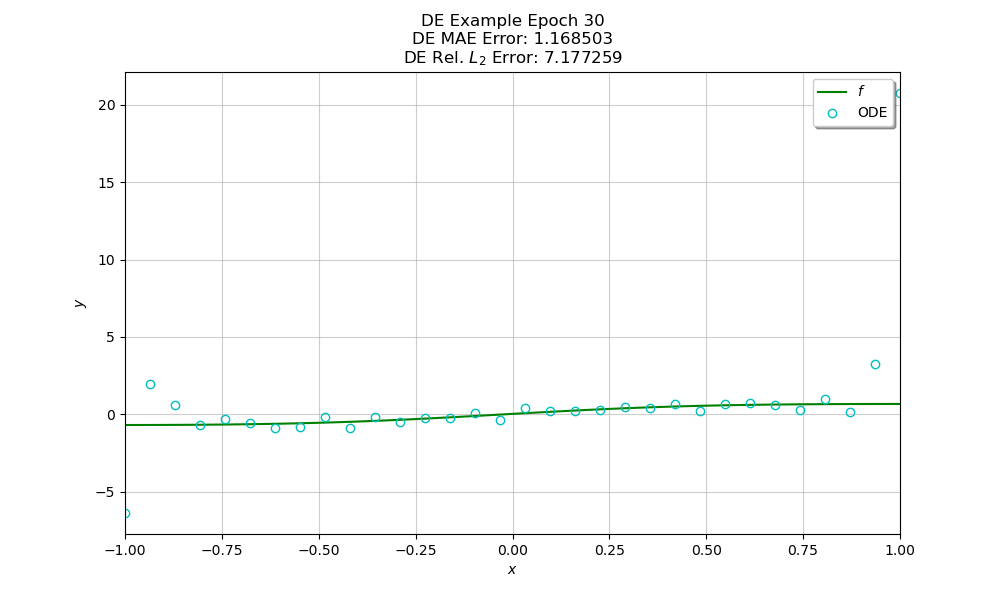 DE Example Epoch 30
DE MAE Error: 1.168503
DE Rel. $L_2$ Error: 7.177259
f
ODE
20
15
10
5
0
−5
y
−1.00 −0.75 −0.50 −0.25 0.00 0.25 0.50 0.75 1.00
x